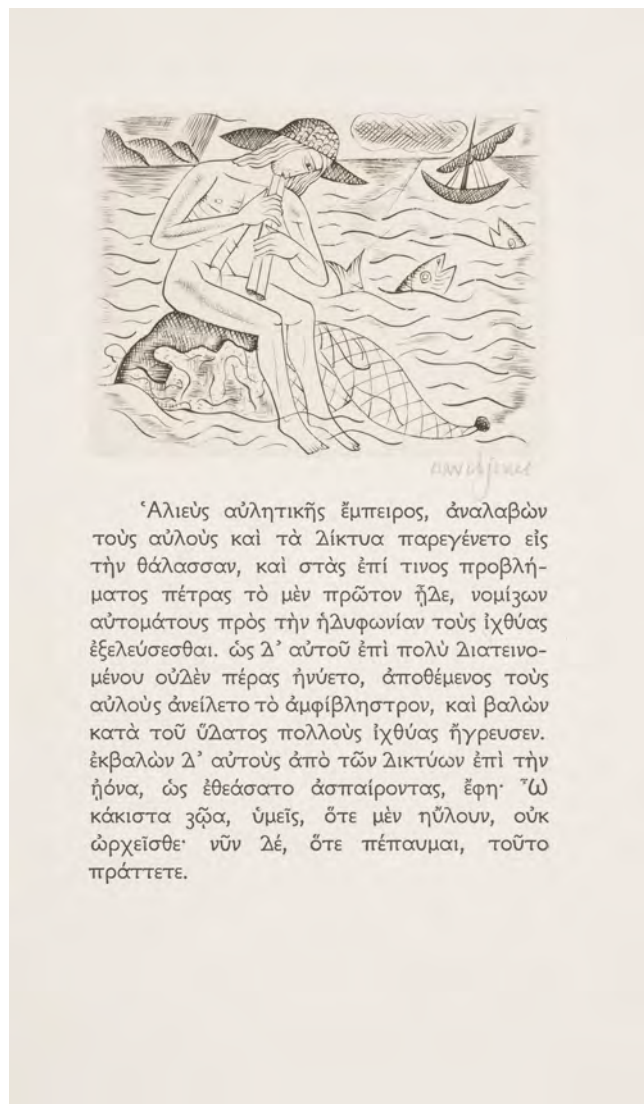 david jones
Ἁλιεὺς αὐλητικῆς ἔμπειρος, ἀναλαβὼν
τοὺς αὐλοὺς καὶ τὰ δίκτυα παρεγένετο εἰς
τὴν θάλασσαν, καὶ στὰς ἐπί τινος προβλή-
ματος πέτρας τὸ μὲν πρῶτον ᾖδε, νομίζων
αὐτομάτους πρὸς τὴν ἡδυφωνίαν τοὺς ἰχθύας
ἐξελεύσεσθαι. ὡς δ' αὐτοῦ ἐπὶ πολὺ διατεινο-
μένου οὐδὲν πέρας ἠνύετο, ἀποθέμενος τοὺς
αὐλοὺς ἀνείλετο τὸ ἀμφίβληστρον, καὶ βαλὼν
κατὰ τοῦ ὕδατος πολλοὺς ἰχθύας ἤγρευσεν.
ἐκβαλὼν δ' αὐτοὺς ἀπὸ τῶν δικτύων ἐπὶ τὴν
ᾐόνα, ὡς ἐθεάσατο ἀσπαίροντας, ἔφη· Ὦ
κάκιστα ζῷα, ὑμεῖς, ὅτε μὲν ηὔλουν, οὐκ
ὠρχεῖσθε· νῦν δέ, ὅτε πέπαυμαι, τοῦτο
πράττετε.